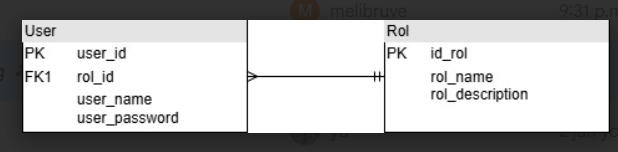 M melibruve 9:31 p.m
User
PK user_id
FK1 rol_id
user_name
user_password
Rol
PK id_rol
rol_name
rol_description